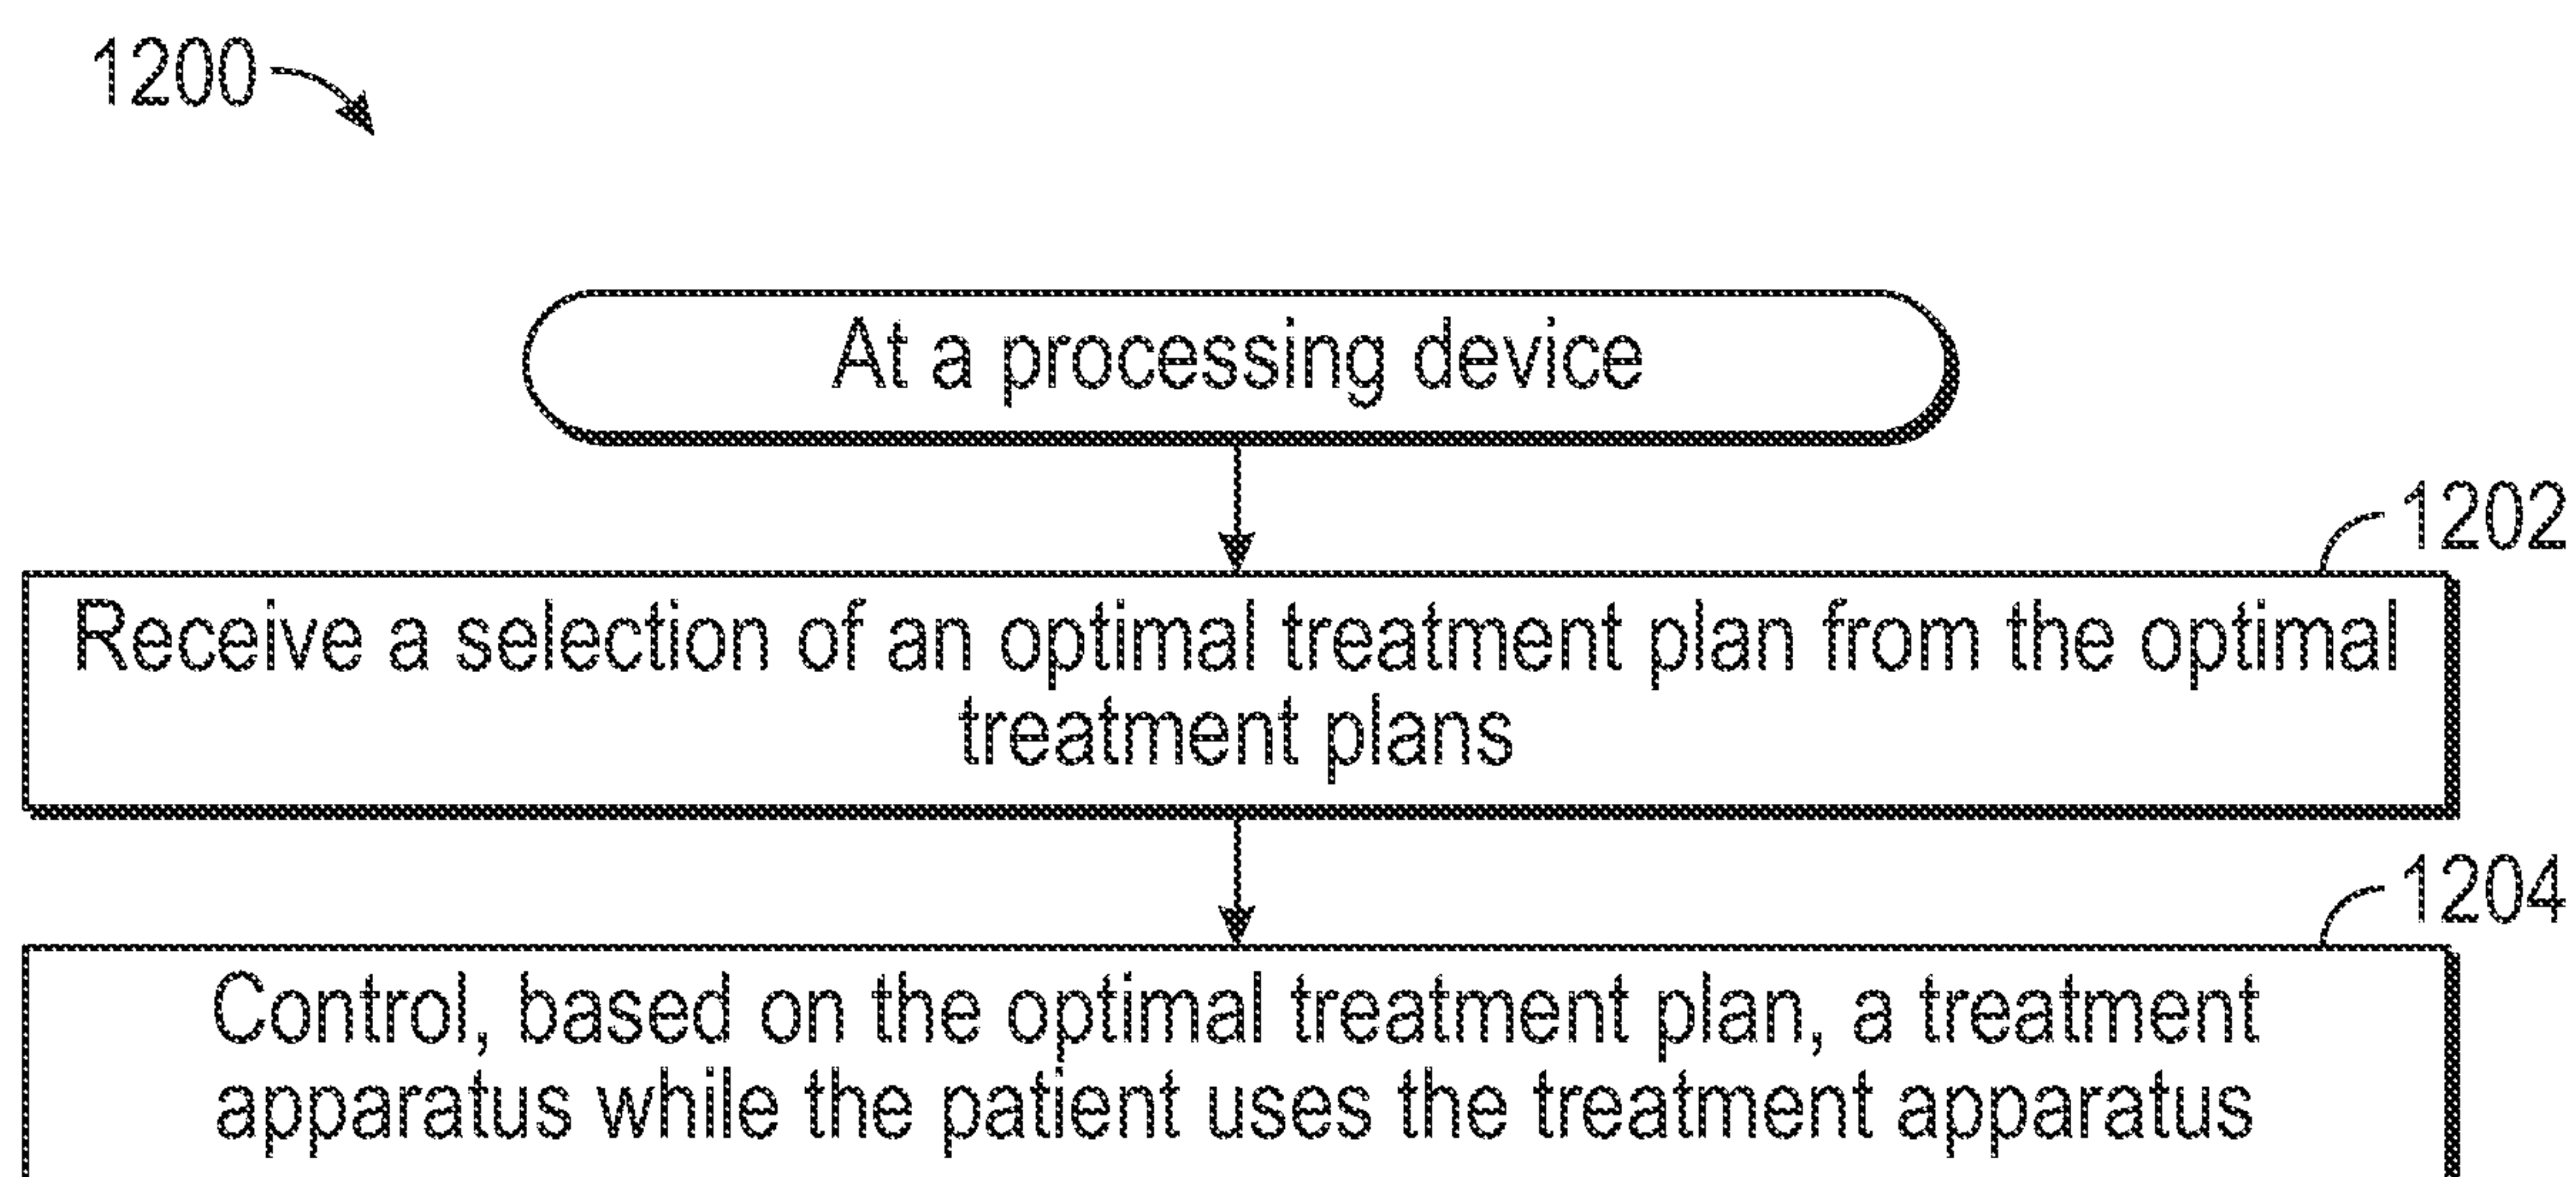 1200
At a processing device
1202
Receive a selection of an optimal treatment plan from the optimal
treatment plans
1204
Control, based on the optimal treatment plan, a treatment
apparatus while the patient uses the treatment apparatus